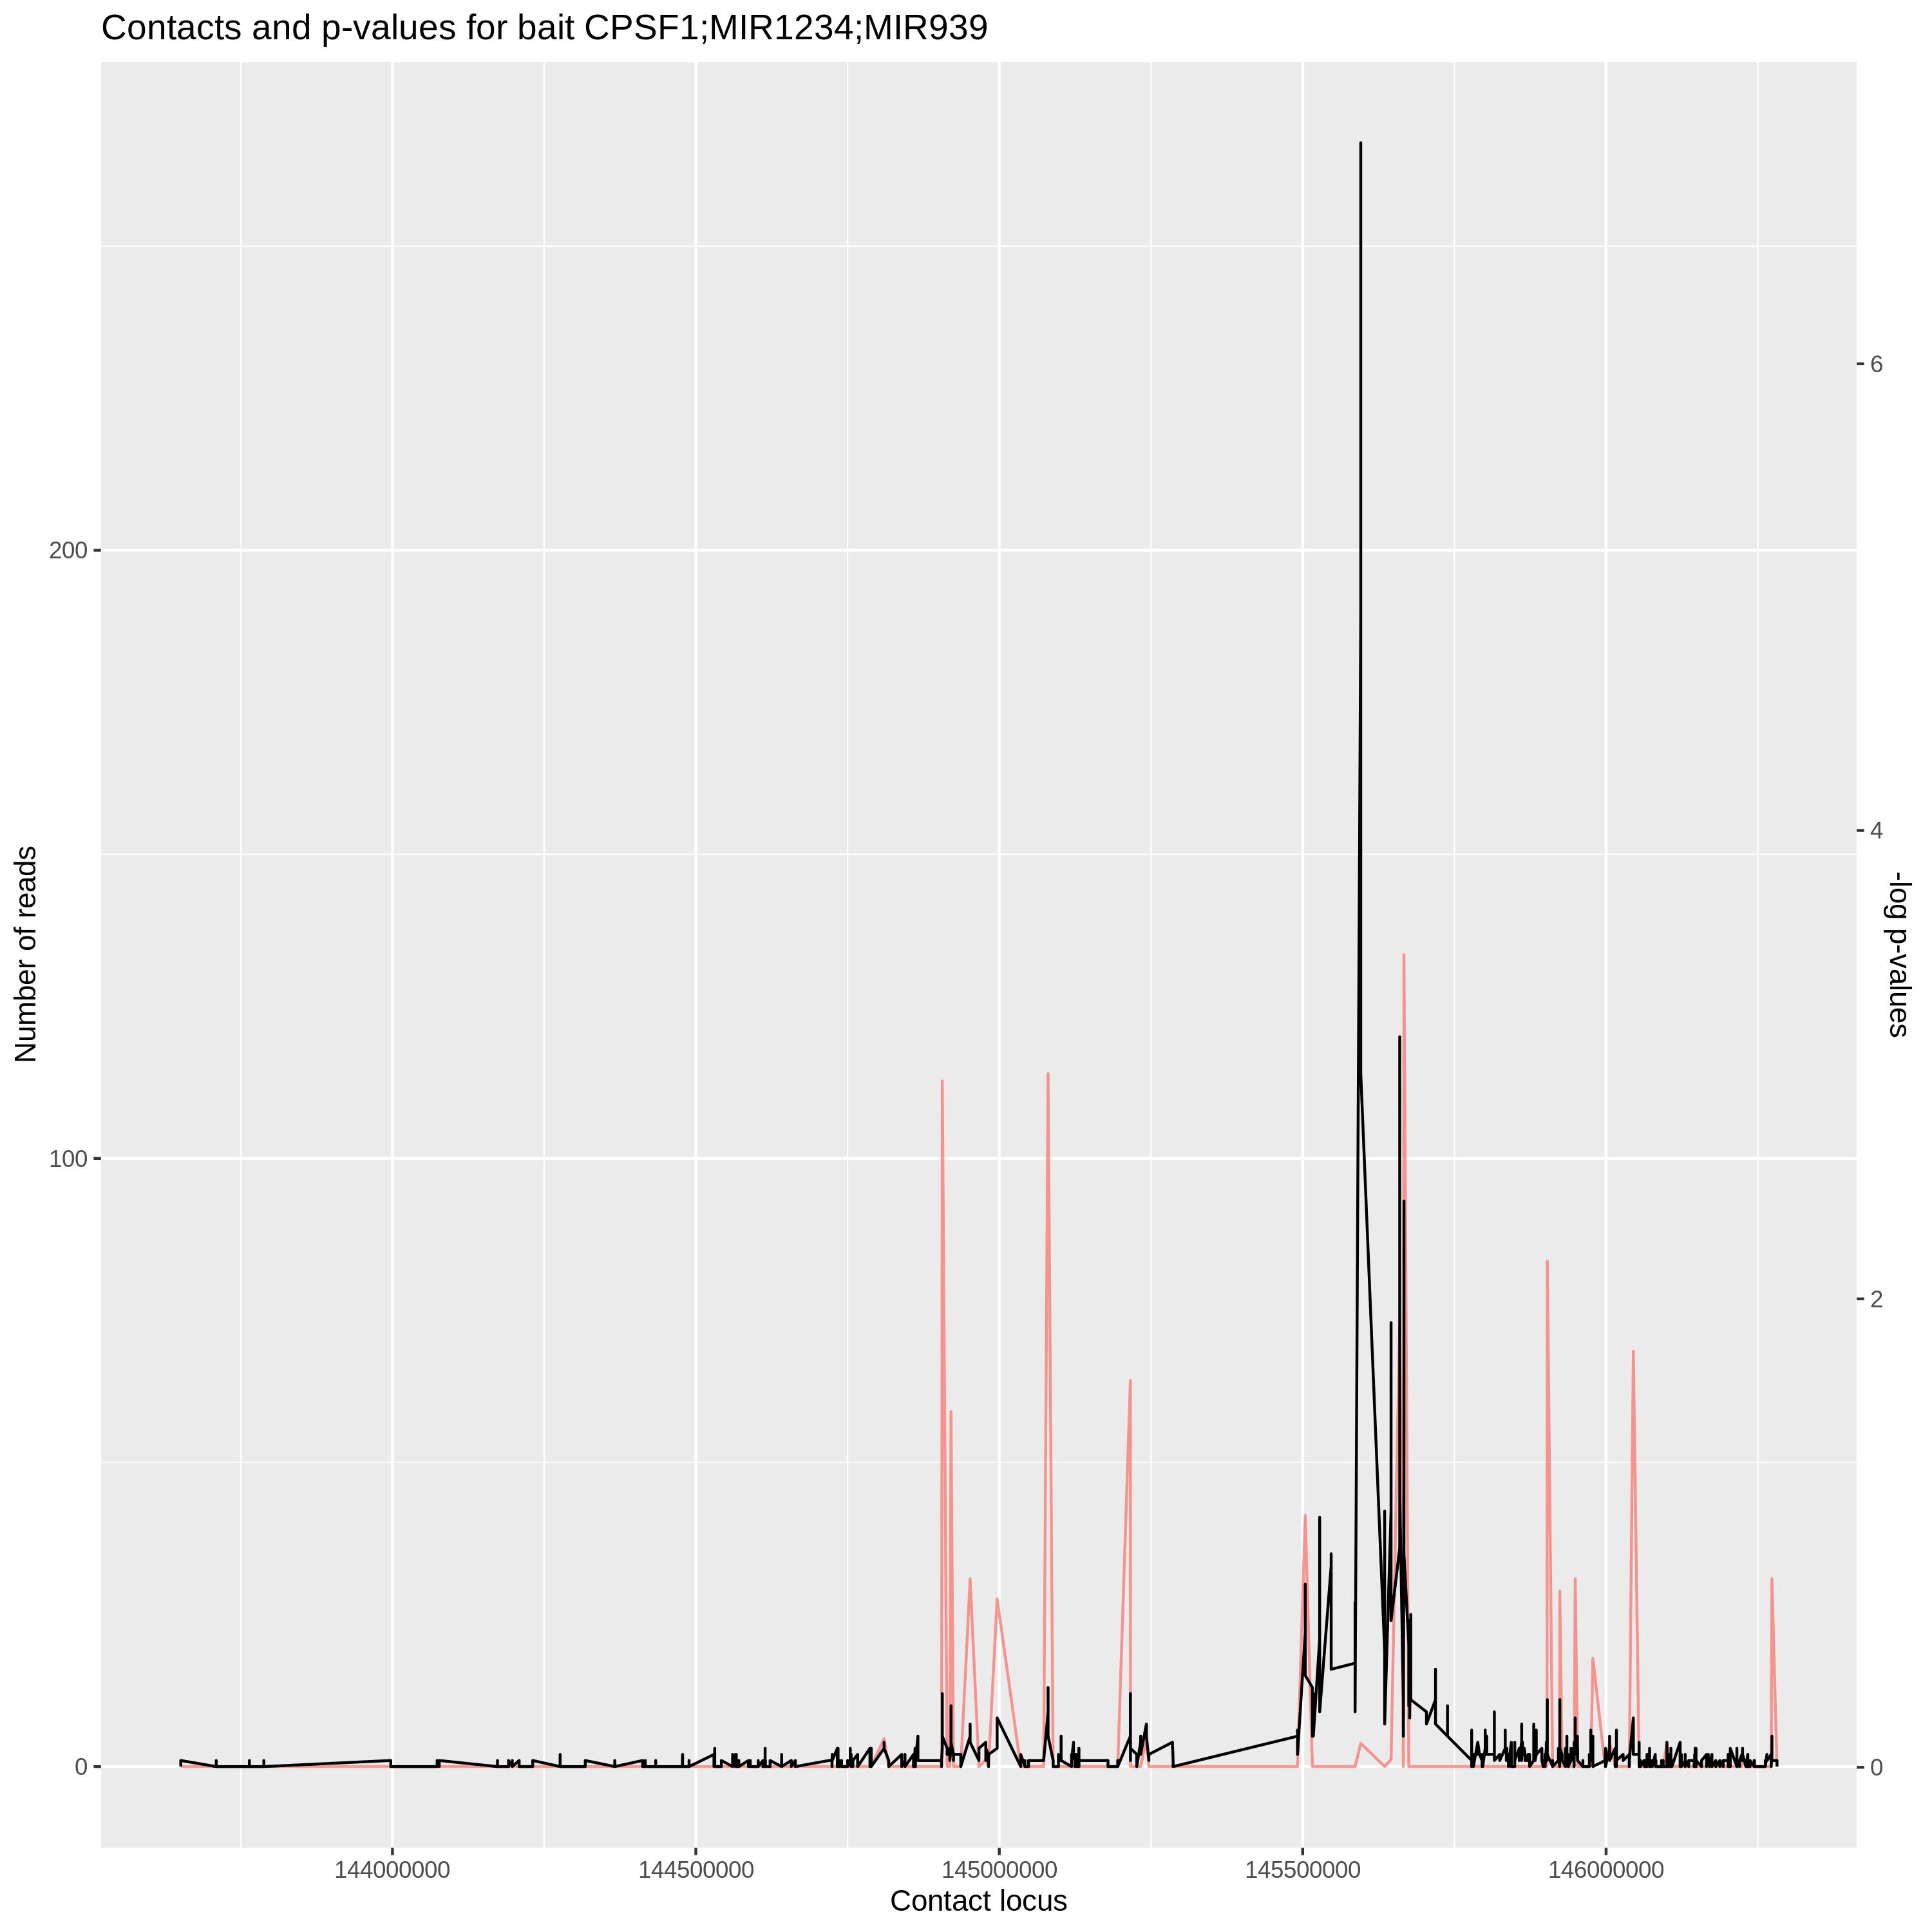 Contacts and p-values for bait CPSF1;MIR1234;MIR939
Number of reads
200
100
0
6
4
2
0
-log p-values
144000000 144500000 145000000 145500000 146000000
Contact locus